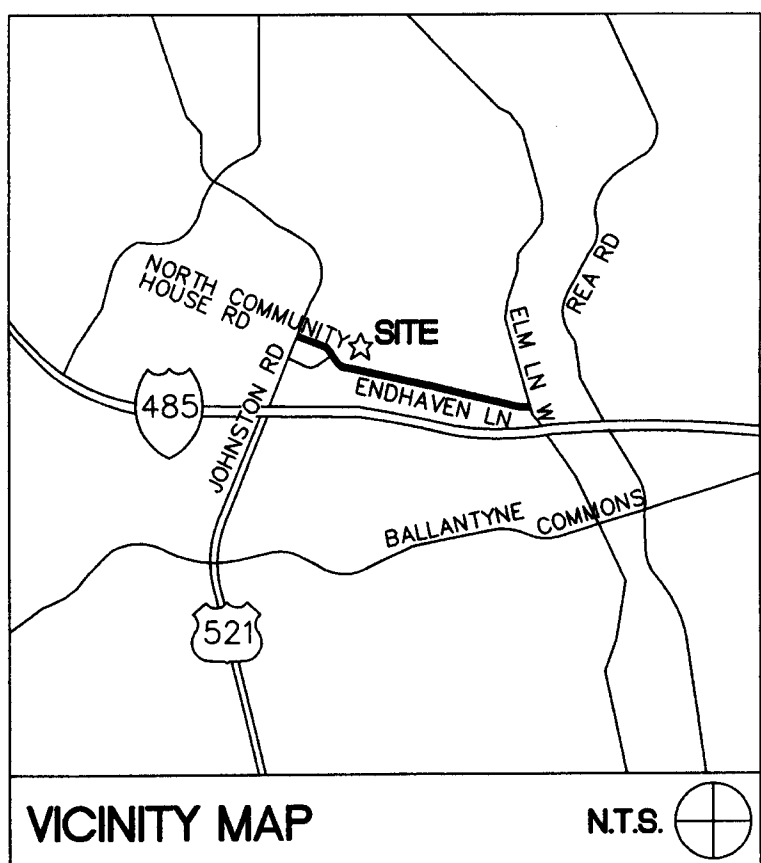 NORTH COMMUNITY
HOUSE RD
SITE
REA RD
ELM LN W
ENDHAVEN LN
JOHNSTON RD
485
BALLANTYNE COMMONS
521
VICINITY MAP
N.T.S.